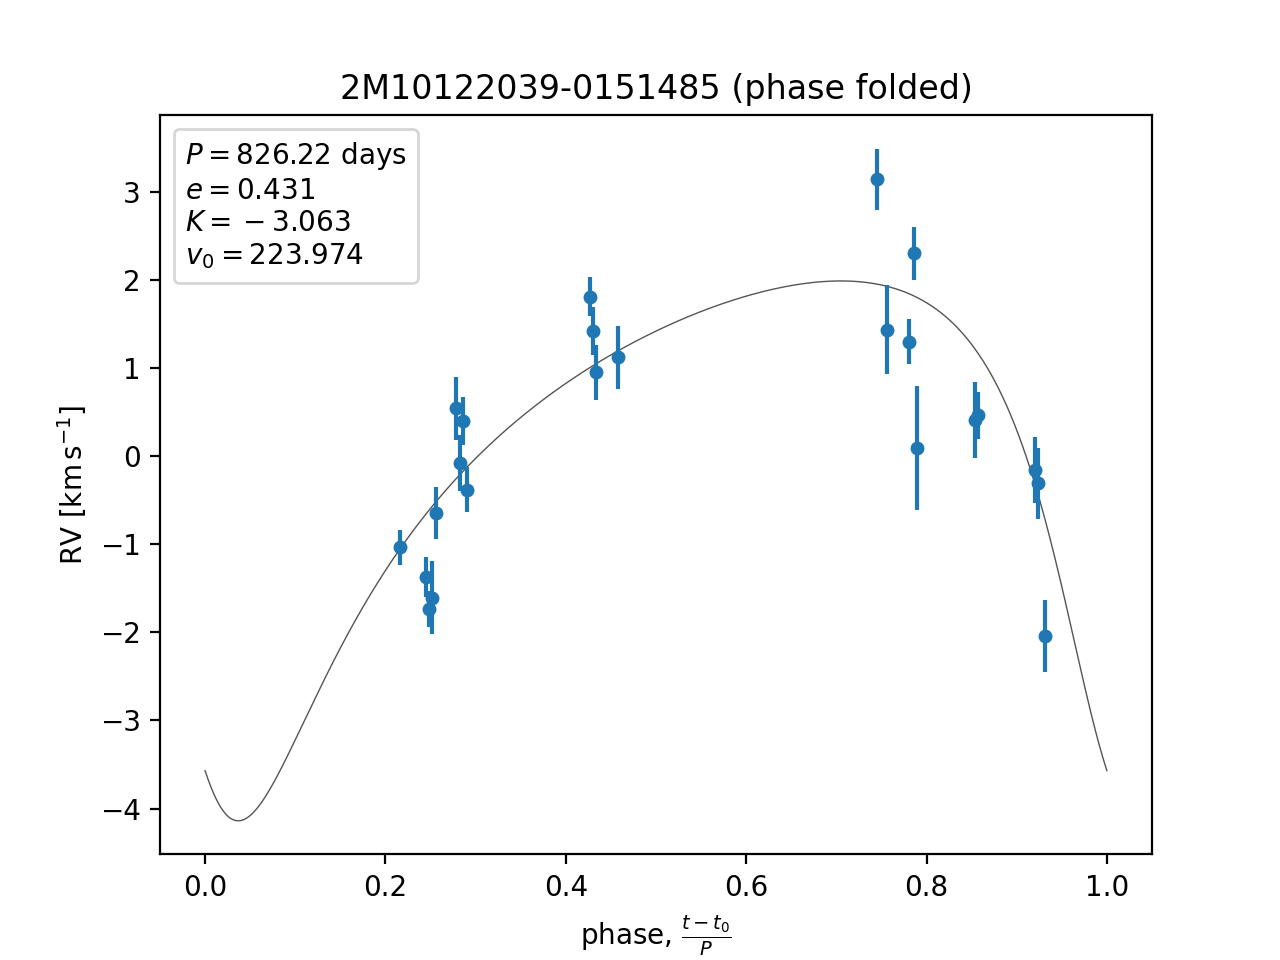 2M10122039-0151485 (phase folded)
P = 826.22 days
e = 0.431
K = −3.063
v₀ = 223.974
RV [km s⁻¹]
3
2
1
0
−1
−2
−3
−4
0.0 0.2 0.4 0.6 0.8 1.0
phase, (t − t₀)/P